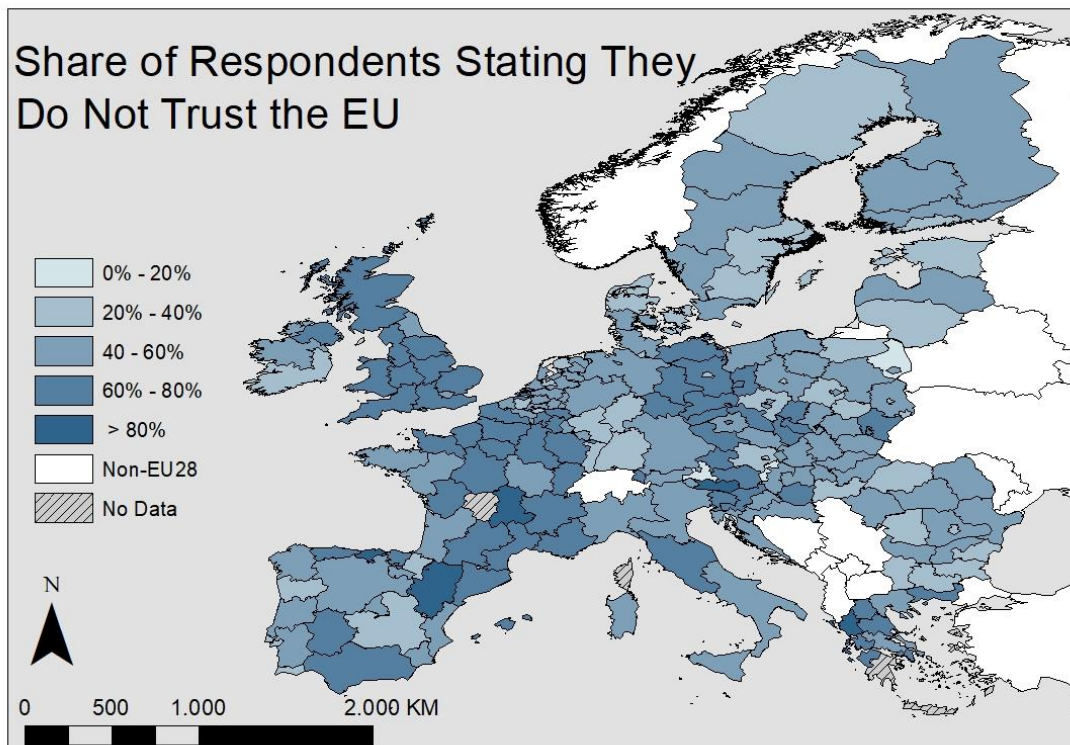 Share of Respondents Stating They
Do Not Trust the EU
0% - 20%
20% - 40%
40 - 60%
60% - 80%
> 80%
Non-EU28
No Data
N
0 500 1.000 2.000 KM